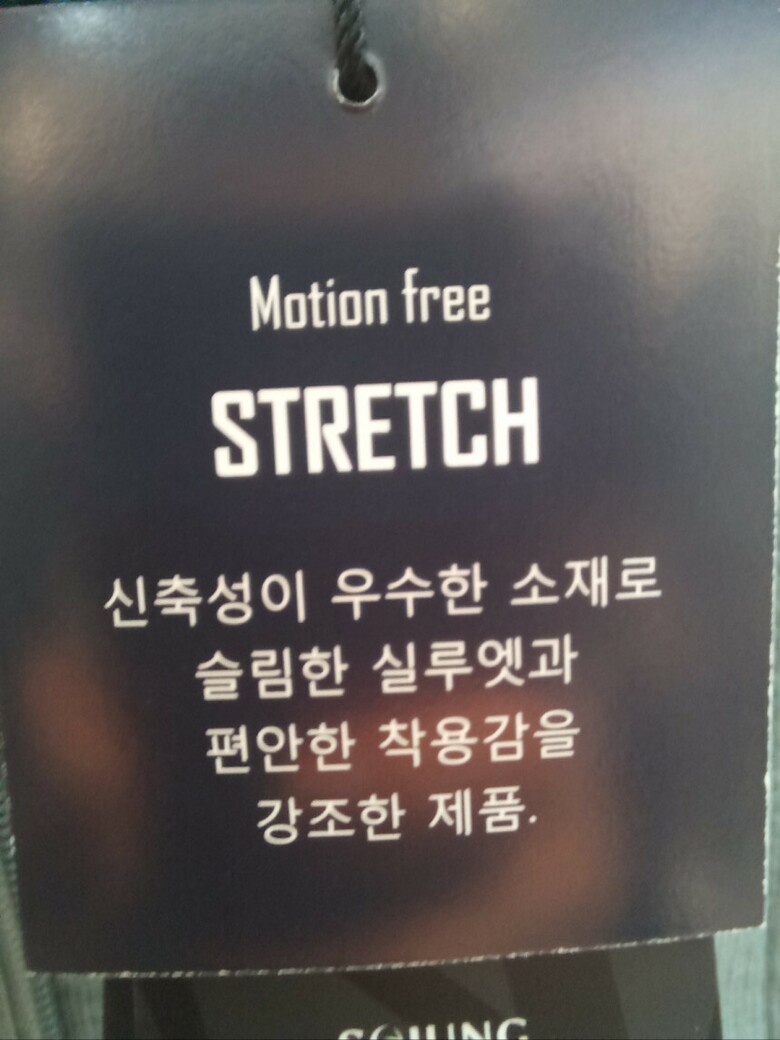 Motion free
STRETCH
신축성이 우수한 소재로
슬림한 실루엣과
편안한 착용감을
강조한 제품.